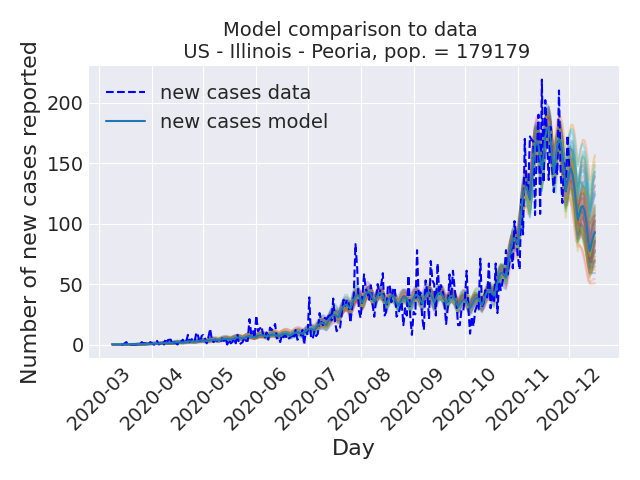 Model comparison to data
US - Illinois - Peoria, pop. = 179179
Number of new cases reported
200
150
100
50
0
new cases data
new cases model
2020-03
2020-04
2020-05
2020-06
2020-07
2020-08
2020-09
2020-10
2020-11
2020-12
Day